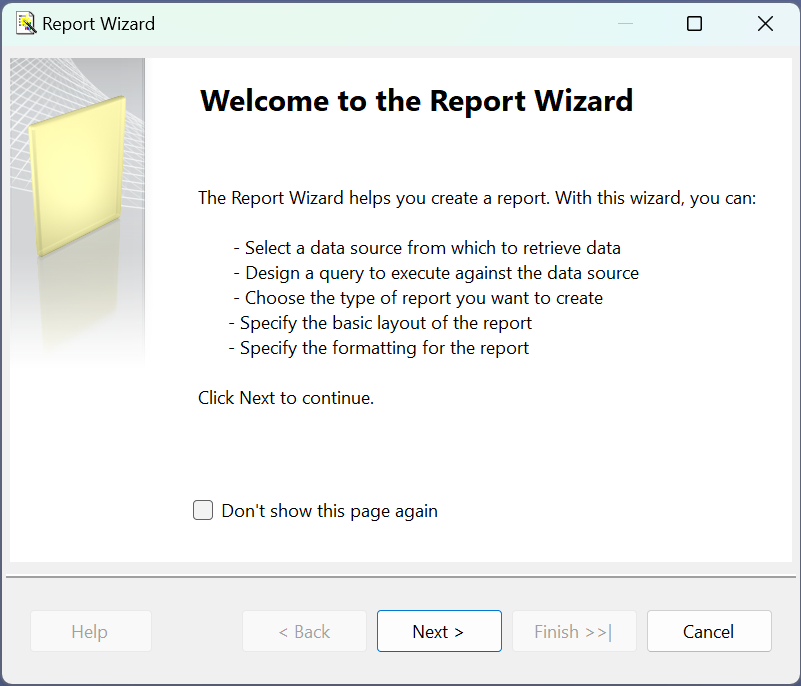 Report Wizard
Welcome to the Report Wizard
The Report Wizard helps you create a report. With this wizard, you can:
- Select a data source from which to retrieve data
- Design a query to execute against the data source
- Choose the type of report you want to create
- Specify the basic layout of the report
- Specify the formatting for the report
Click Next to continue.
Don't show this page again
Help < Back Next > Finish >>| Cancel